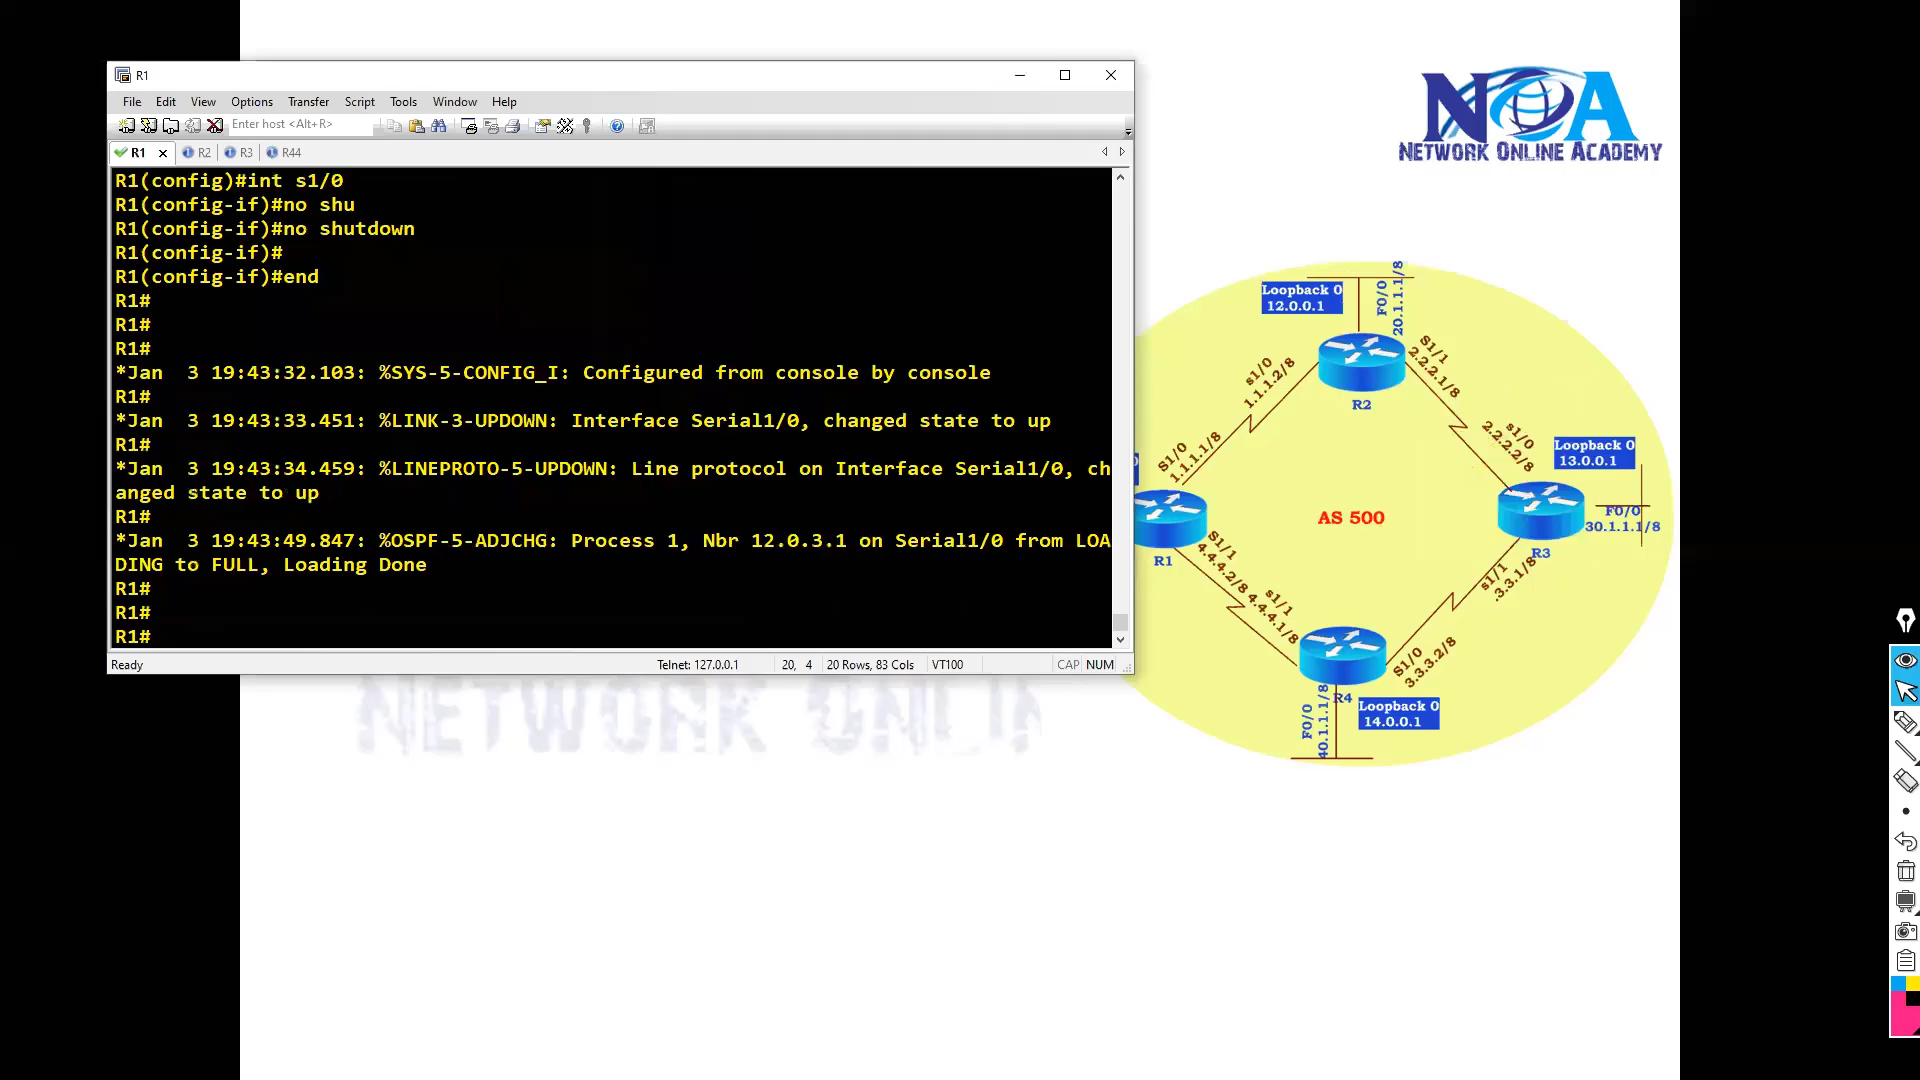 R1
File Edit View Options Transfer Script Tools Window Help
Enter host <Alt+R>
R1 R2 R3 R44
R1(config)#int s1/0
R1(config-if)#no shu
R1(config-if)#no shutdown
R1(config-if)#
R1(config-if)#end
R1#
R1#
R1#
*Jan  3 19:43:32.103: %SYS-5-CONFIG_I: Configured from console by console
R1#
*Jan  3 19:43:33.451: %LINK-3-UPDOWN: Interface Serial1/0, changed state to up
R1#
*Jan  3 19:43:34.459: %LINEPROTO-5-UPDOWN: Line protocol on Interface Serial1/0, ch
anged state to up
R1#
*Jan  3 19:43:49.847: %OSPF-5-ADJCHG: Process 1, Nbr 12.0.3.1 on Serial1/0 from LOA
DING to FULL, Loading Done
R1#
R1#
R1#
Ready Telnet: 127.0.0.1 20, 4 20 Rows, 83 Cols VT100 CAP NUM
NOA
NETWORK ONLINE ACADEMY
Loopback 0
12.0.0.1
F0/0
20.1.1.1/8
R2
s1/0
1.1.1.2/8
S1/1
2.2.2.1/8
S1/0
1.1.1.1/8
s1/0
2.2.2.2/8
Loopback 0
13.0.0.1
F0/0
30.1.1.1/8
R3
AS 500
R1
S1/1
4.4.4.2/8
s1/1
4.4.4.1/8
s1/1
.3.3.1/8
S1/0
3.3.3.2/8
R4
F0/0
40.1.1.1/8
Loopback 0
14.0.0.1
NETWORK ONLIN